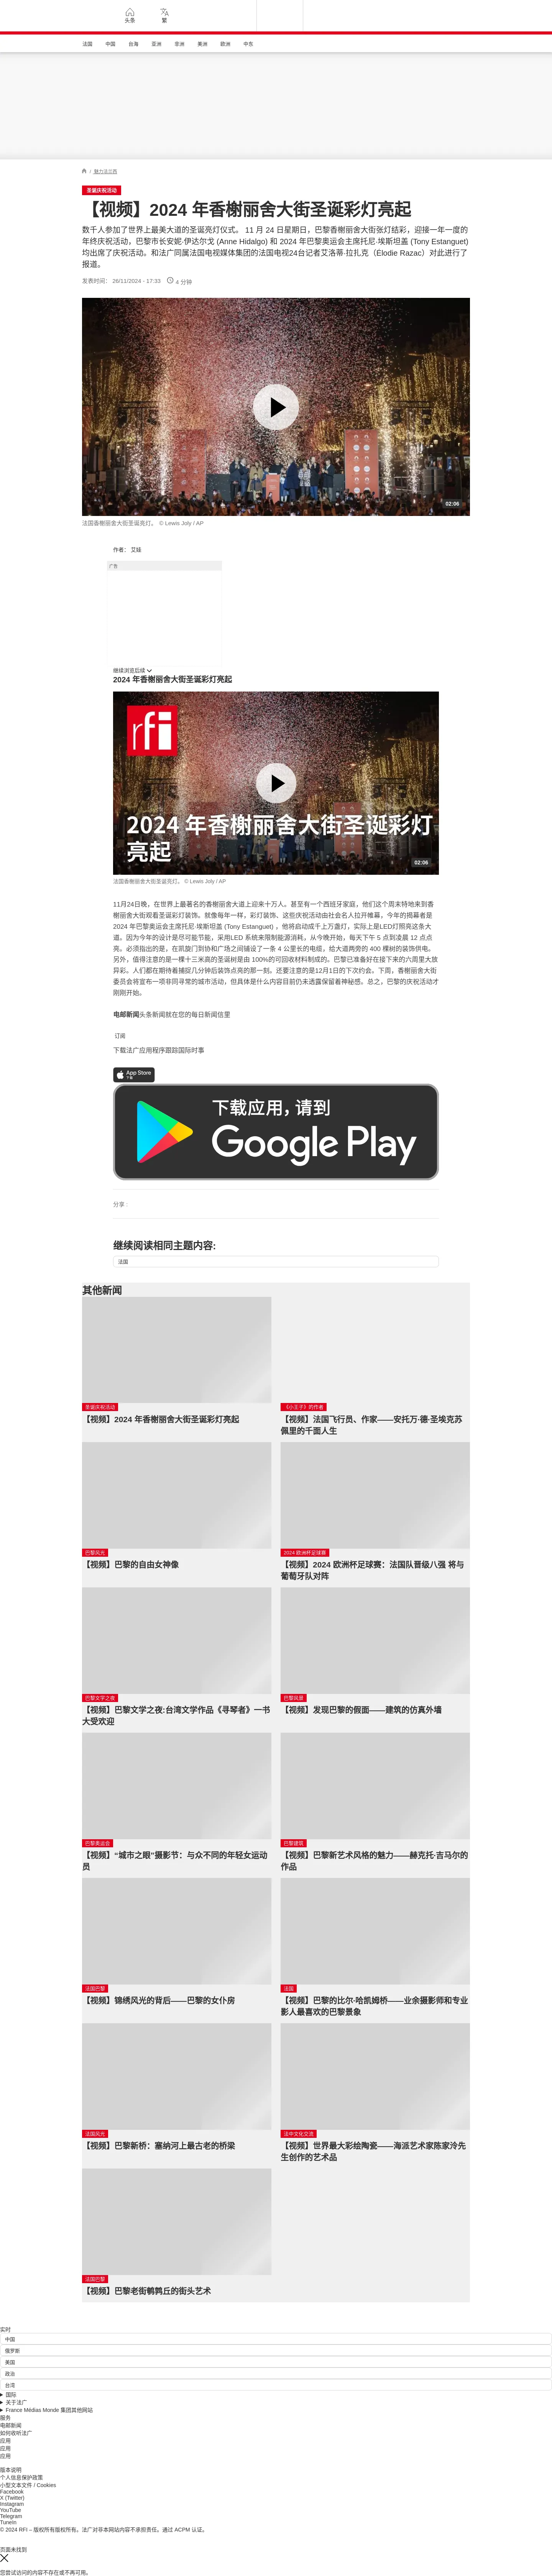 头条
繁
法国
中国
台海
亚洲
非洲
美洲
欧洲
中东
/ 魅力法兰西
圣诞庆祝活动
【视频】2024 年香榭丽舍大街圣诞彩灯亮起
数千人参加了世界上最美大道的圣诞亮灯仪式。 11 月 24 日星期日，巴黎香榭丽舍大街张灯结彩，迎接一年一度的
年终庆祝活动，巴黎市长安妮·伊达尔戈 (Anne Hidalgo) 和 2024 年巴黎奥运会主席托尼·埃斯坦盖 (Tony Estanguet)
均出席了庆祝活动。和法广同属法国电视媒体集团的法国电视24台记者艾洛蒂·拉扎克（Élodie Razac）对此进行了
报道。
发表时间： 26/11/2024 - 17:33
4 分钟
02:06
法国香榭丽舍大街圣诞亮灯。 © Lewis Joly / AP
作者： 艾娃
广告
继续浏览后续
2024 年香榭丽舍大街圣诞彩灯亮起
rfi
2024 年香榭丽舍大街圣诞彩灯
亮起
02:06
法国香榭丽舍大街圣诞亮灯。 © Lewis Joly / AP
11月24日晚，在世界上最著名的香榭丽舍大道上迎来十万人。甚至有一个西班牙家庭，他们这个周末特地来到香
榭丽舍大街观看圣诞彩灯装饰。就像每年一样，彩灯装饰、这些庆祝活动由社会名人拉开帷幕，今年的揭幕者是
2024 年巴黎奥运会主席托尼·埃斯坦盖 (Tony Estanguet) ，他将启动成千上万盏灯，实际上是LED灯照亮这条大
道。因为今年的设计是尽可能节能，采用LED 系统来限制能源消耗，从今晚开始，每天下午 5 点到凌晨 12 点点
亮。必须指出的是，在凯旋门到协和广场之间铺设了一条 4 公里长的电缆，给大道两旁的 400 棵树的装饰供电。
另外，值得注意的是一棵十三米高的圣诞树是由 100%的可回收材料制成的。巴黎已准备好在接下来的六周里大放
异彩。人们都在期待着捕捉几分钟后装饰点亮的那一刻。还要注意的是12月1日的下次约会。下周，香榭丽舍大街
委员会将宣布一项非同寻常的城市活动，但具体是什么内容目前仍未透露保留着神秘感。总之，巴黎的庆祝活动才
刚刚开始。
电邮新闻头条新闻就在您的每日新闻信里
订阅
下载法广应用程序跟踪国际时事
App Store
下载
下载应用，请到
Google Play
分享 :
继续阅读相同主题内容:
法国
其他新闻
圣诞庆祝活动
【视频】2024 年香榭丽舍大街圣诞彩灯亮起
《小王子》的作者
【视频】法国飞行员、作家——安托万·德·圣埃克苏
佩里的千面人生
巴黎风光
【视频】巴黎的自由女神像
2024 欧洲杯足球赛
【视频】2024 欧洲杯足球赛：法国队晋级八强 将与
葡萄牙队对阵
巴黎文学之夜
【视频】巴黎文学之夜:台湾文学作品《寻琴者》一书
大受欢迎
巴黎风景
【视频】发现巴黎的假面——建筑的仿真外墙
巴黎奥运会
【视频】“城市之眼”摄影节：与众不同的年轻女运动
员
巴黎建筑
【视频】巴黎新艺术风格的魅力——赫克托·吉马尔的
作品
法国巴黎
【视频】锦绣风光的背后——巴黎的女仆房
法国
【视频】巴黎的比尔·哈凯姆桥——业余摄影师和专业
影人最喜欢的巴黎景象
法国风光
【视频】巴黎新桥：塞纳河上最古老的桥梁
法中文化交流
【视频】世界最大彩绘陶瓷——海派艺术家陈家泠先
生创作的艺术品
法国巴黎
【视频】巴黎老街鹌鹑丘的街头艺术
实时
中国
俄罗斯
美国
政治
台湾
国际
关于法广
France Médias Monde 集团其他网站
服务
电邮新闻
如何收听法广
应用
应用
应用
版本说明
个人信息保护政策
小型文本文件 / Cookies
Facebook
X (Twitter)
Instagram
YouTube
Telegram
TuneIn
© 2024 RFI – 版权所有版权所有。法广对非本网站内容不承担责任。通过 ACPM 认证。
页面未找到
您尝试访问的内容不存在或不再可用。